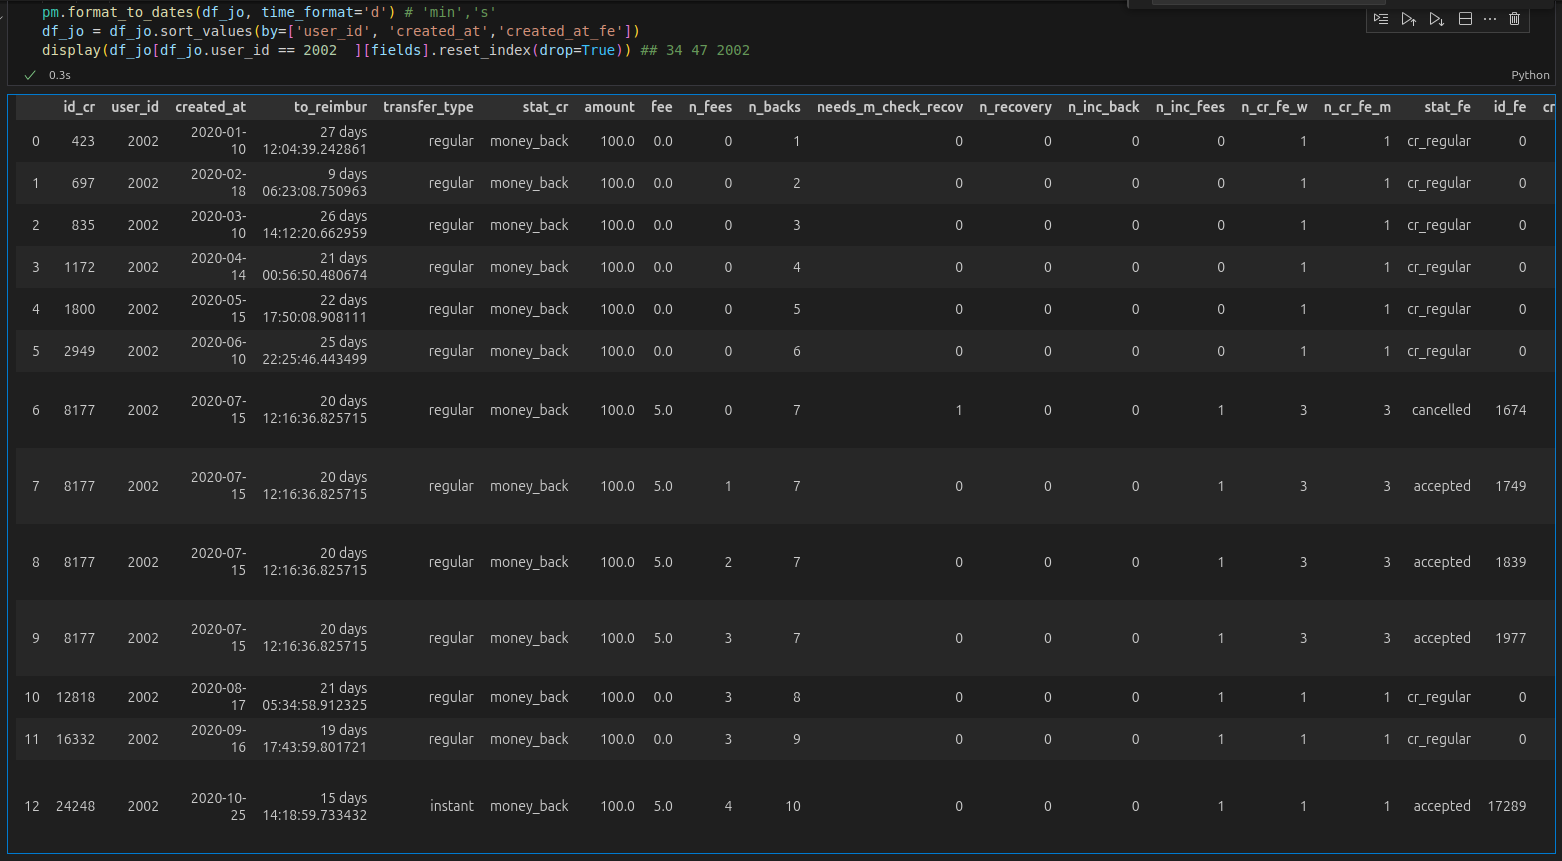 pm.format_to_dates(df_jo, time_format='d') # 'min','s'
df_jo = df_jo.sort_values(by=['user_id', 'created_at','created_at_fe'])
display(df_jo[df_jo.user_id == 2002  ][fields].reset_index(drop=True)) ## 34 47 2002
0.3s Python
id_cr user_id created_at to_reimbur transfer_type stat_cr amount fee n_fees n_backs needs_m_check_recov n_recovery n_inc_back n_inc_fees n_cr_fe_w n_cr_fe_m stat_fe id_fe cr
0 423 2002 2020-01-10 27 days 12:04:39.242861 regular money_back 100.0 0.0 0 1 0 0 0 0 1 1 cr_regular 0
1 697 2002 2020-02-18 9 days 06:23:08.750963 regular money_back 100.0 0.0 0 2 0 0 0 0 1 1 cr_regular 0
2 835 2002 2020-03-10 26 days 14:12:20.662959 regular money_back 100.0 0.0 0 3 0 0 0 0 1 1 cr_regular 0
3 1172 2002 2020-04-14 21 days 00:56:50.480674 regular money_back 100.0 0.0 0 4 0 0 0 0 1 1 cr_regular 0
4 1800 2002 2020-05-15 22 days 17:50:08.908111 regular money_back 100.0 0.0 0 5 0 0 0 0 1 1 cr_regular 0
5 2949 2002 2020-06-10 25 days 22:25:46.443499 regular money_back 100.0 0.0 0 6 0 0 0 0 1 1 cr_regular 0
6 8177 2002 2020-07-15 20 days 12:16:36.825715 regular money_back 100.0 5.0 0 7 1 0 0 1 3 3 cancelled 1674
7 8177 2002 2020-07-15 20 days 12:16:36.825715 regular money_back 100.0 5.0 1 7 0 0 0 1 3 3 accepted 1749
8 8177 2002 2020-07-15 20 days 12:16:36.825715 regular money_back 100.0 5.0 2 7 0 0 0 1 3 3 accepted 1839
9 8177 2002 2020-07-15 20 days 12:16:36.825715 regular money_back 100.0 5.0 3 7 0 0 0 1 3 3 accepted 1977
10 12818 2002 2020-08-17 21 days 05:34:58.912325 regular money_back 100.0 0.0 3 8 0 0 0 1 1 1 cr_regular 0
11 16332 2002 2020-09-16 19 days 17:43:59.801721 regular money_back 100.0 0.0 3 9 0 0 0 1 1 1 cr_regular 0
12 24248 2002 2020-10-25 15 days 14:18:59.733432 instant money_back 100.0 5.0 4 10 0 0 0 1 1 1 accepted 17289